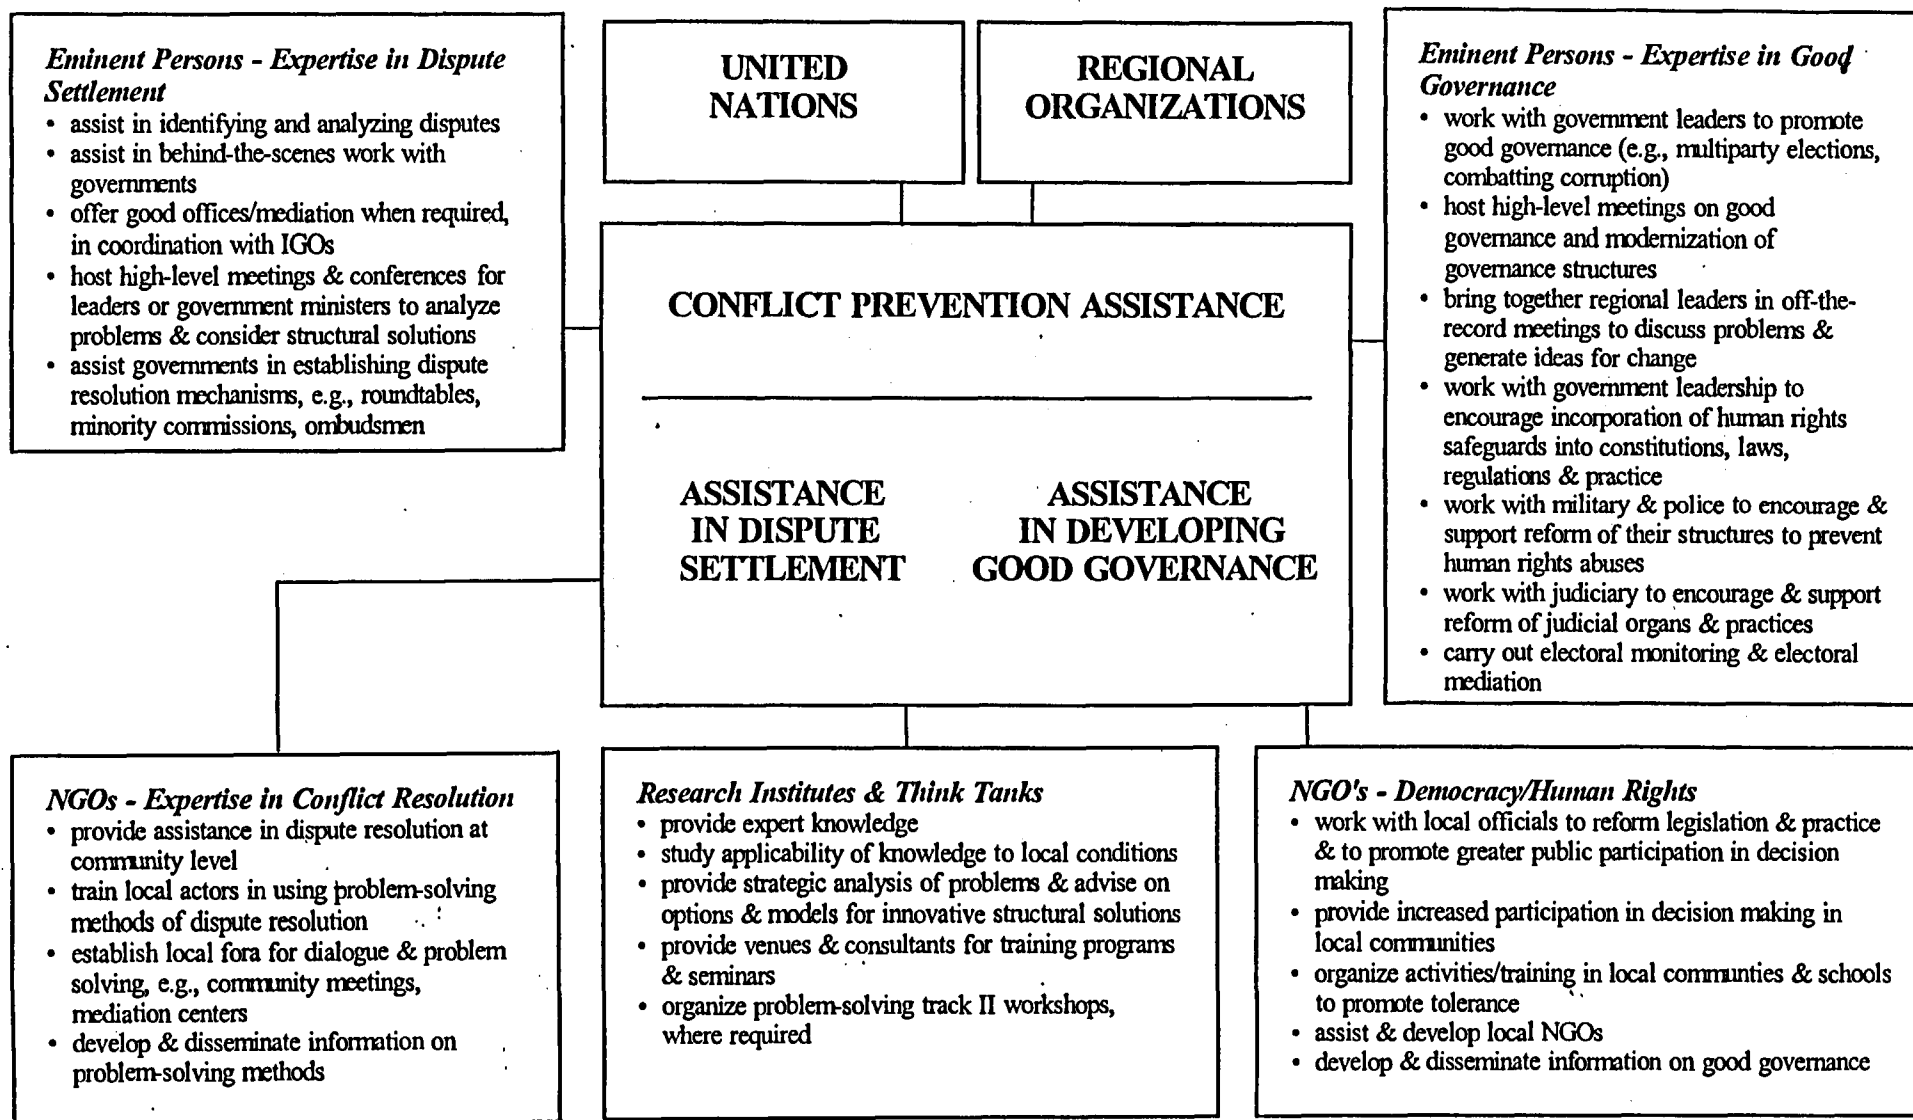 Eminent Persons - Expertise in Dispute
Settlement
• assist in identifying and analyzing disputes
• assist in behind-the-scenes work with
governments
• offer good offices/mediation when required,
in coordination with IGOs
• host high-level meetings & conferences for
leaders or government ministers to analyze
problems & consider structural solutions
• assist governments in establishing dispute
resolution mechanisms, e.g., roundtables,
minority commissions, ombudsmen
UNITED
NATIONS
REGIONAL
ORGANIZATIONS
CONFLICT PREVENTION ASSISTANCE
ASSISTANCE
IN DISPUTE
SETTLEMENT
ASSISTANCE
IN DEVELOPING
GOOD GOVERNANCE
Eminent Persons - Expertise in Good
Governance
• work with government leaders to promote
good governance (e.g., multiparty elections,
combatting corruption)
• host high-level meetings on good
governance and modernization of
governance structures
• bring together regional leaders in off-the-
record meetings to discuss problems &
generate ideas for change
• work with government leadership to
encourage incorporation of human rights
safeguards into constitutions, laws,
regulations & practice
• work with military & police to encourage &
support reform of their structures to prevent
human rights abuses
• work with judiciary to encourage & support
reform of judicial organs & practices
• carry out electoral monitoring & electoral
mediation
NGOs - Expertise in Conflict Resolution
• provide assistance in dispute resolution at
community level
• train local actors in using problem-solving
methods of dispute resolution
• establish local fora for dialogue & problem
solving, e.g., community meetings,
mediation centers
• develop & disseminate information on
problem-solving methods
Research Institutes & Think Tanks
• provide expert knowledge
• study applicability of knowledge to local conditions
• provide strategic analysis of problems & advise on
options & models for innovative structural solutions
• provide venues & consultants for training programs
& seminars
• organize problem-solving track II workshops,
where required
NGO's - Democracy/Human Rights
• work with local officials to reform legislation & practice
& to promote greater public participation in decision
making
• provide increased participation in decision making in
local communities
• organize activities/training in local communties & schools
to promote tolerance
• assist & develop local NGOs
• develop & disseminate information on good governance